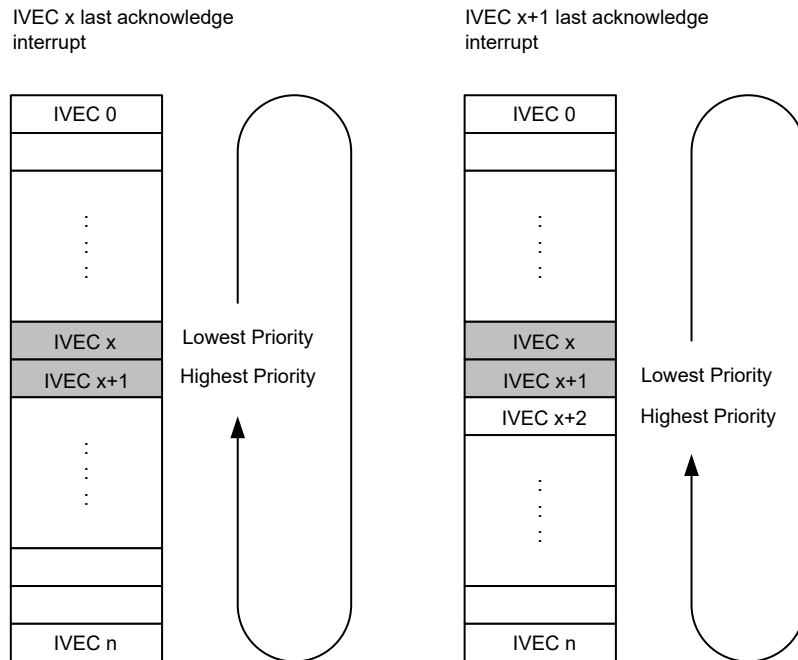 IVEC x last acknowledge
interrupt
IVEC 0
:
:
IVEC x
Lowest Priority
IVEC x+1
Highest Priority
:
:
IVEC n
IVEC x+1 last acknowledge
interrupt
IVEC 0
:
:
IVEC x
IVEC x+1
Lowest Priority
IVEC x+2
Highest Priority
:
:
IVEC n